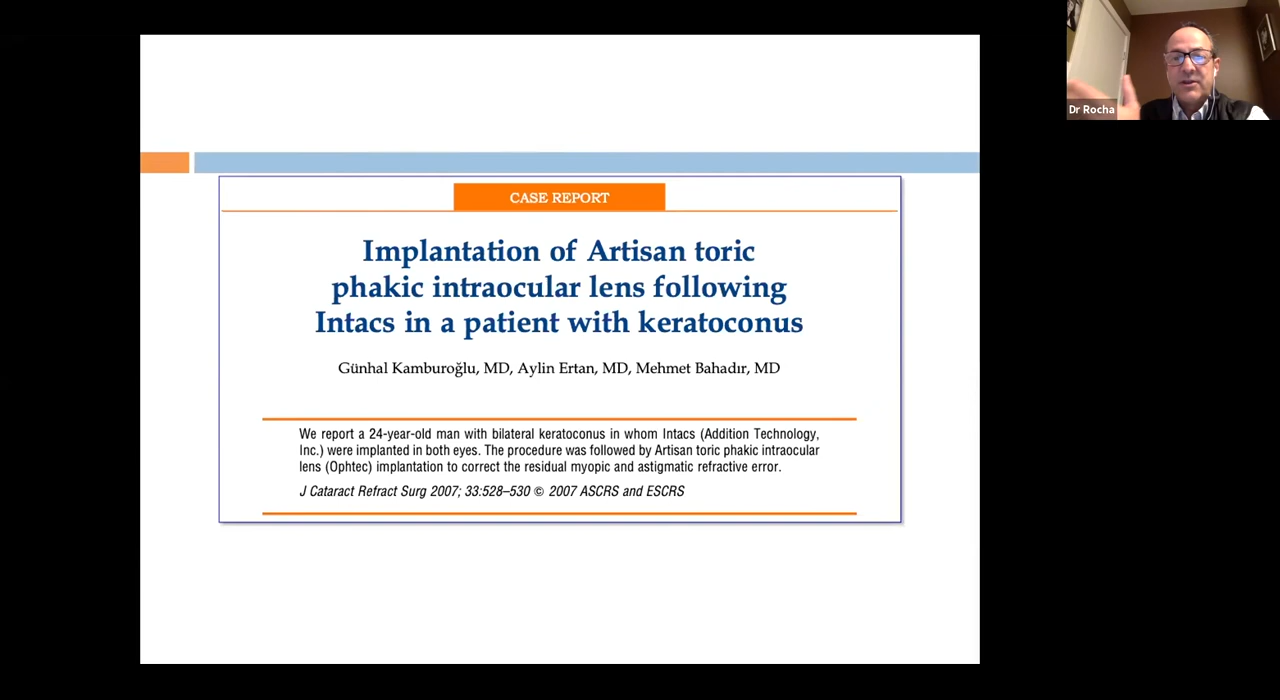 Dr Rocha
CASE REPORT
Implantation of Artisan toric
phakic intraocular lens following
Intacs in a patient with keratoconus
Günhal Kamburoğlu, MD, Aylin Ertan, MD, Mehmet Bahadır, MD
We report a 24-year-old man with bilateral keratoconus in whom Intacs (Addition Technology,
Inc.) were implanted in both eyes. The procedure was followed by Artisan toric phakic intraocular
lens (Ophtec) implantation to correct the residual myopic and astigmatic refractive error.
J Cataract Refract Surg 2007; 33:528–530 © 2007 ASCRS and ESCRS